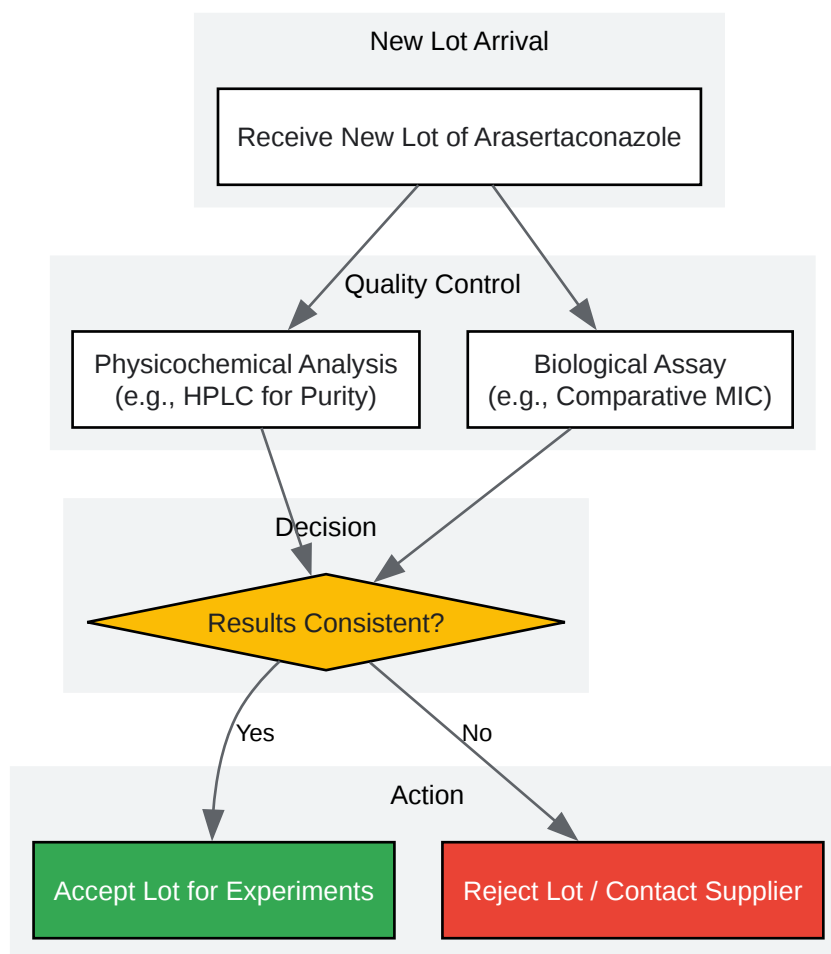 New Lot Arrival
Receive New Lot of Arasertaconazole
Quality Control
Physicochemical Analysis
(e.g., HPLC for Purity)
Biological Assay
(e.g., Comparative MIC)
Decision
Results Consistent?
Yes
No
Action
Accept Lot for Experiments
Reject Lot / Contact Supplier